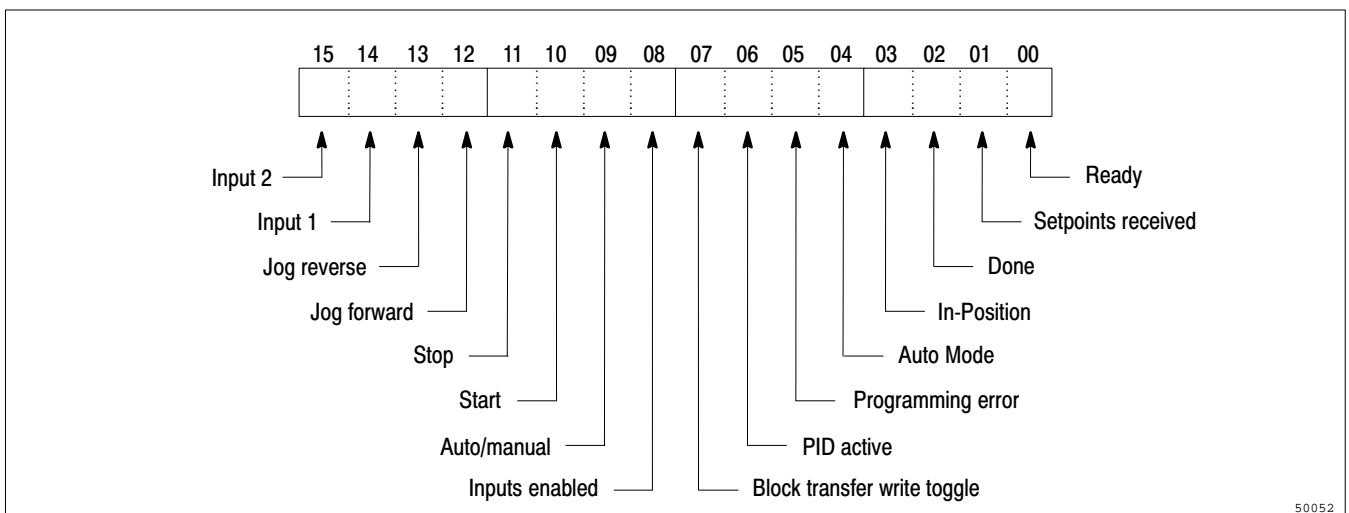 15 14 13 12 11 10 09 08 07 06 05 04 03 02 01 00
Input 2
Ready
Input 1
Setpoints received
Jog reverse
Done
Jog forward
In-Position
Stop
Auto Mode
Start
Programming error
Auto/manual
PID active
Inputs enabled
Block transfer write toggle
50052